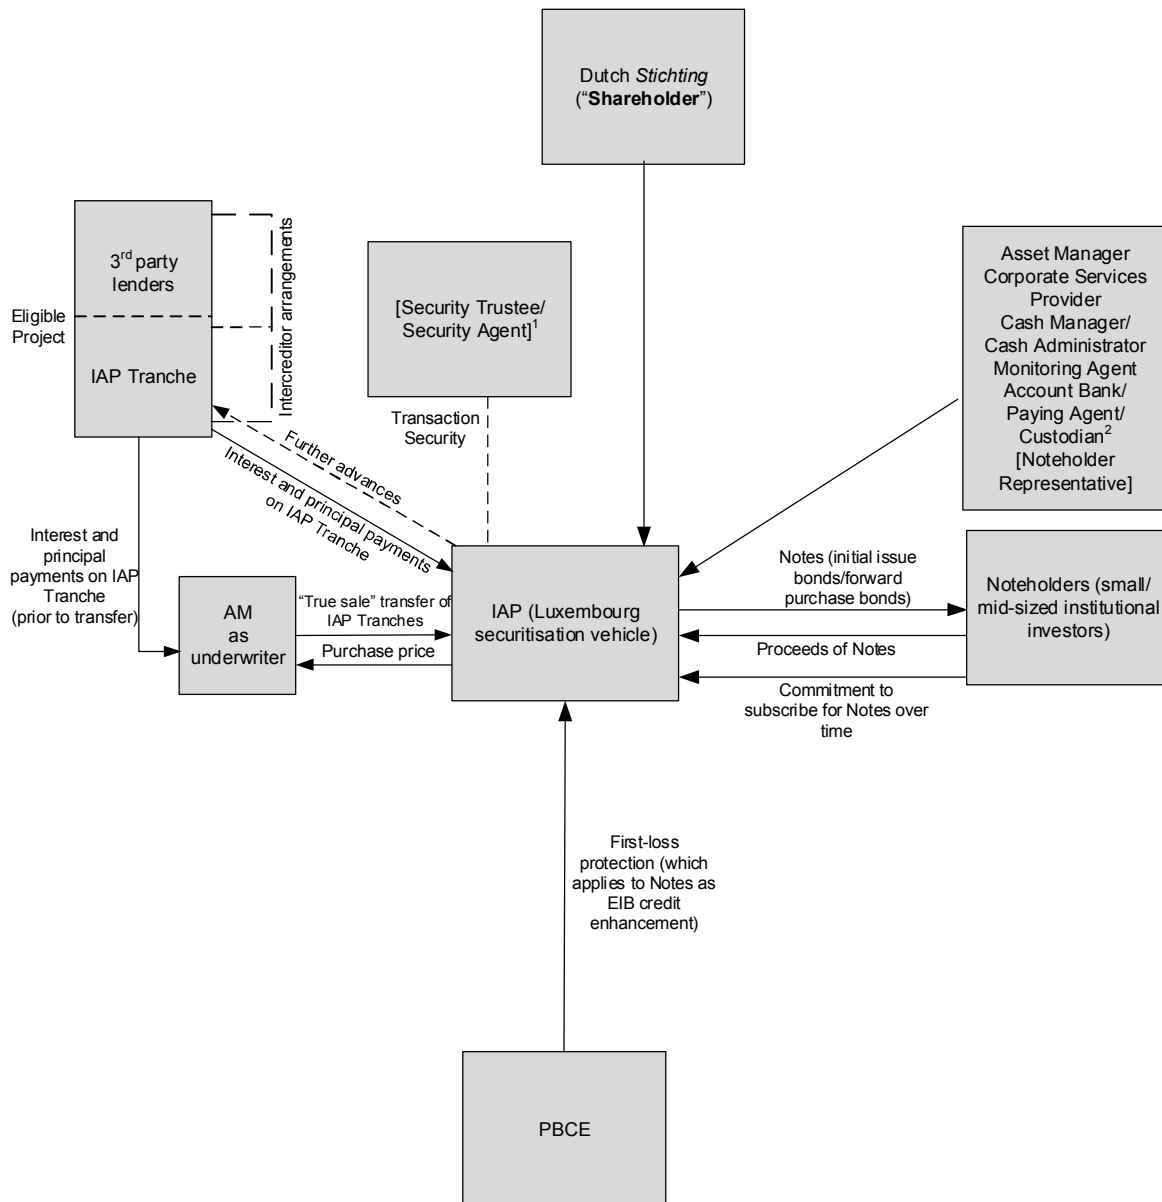 Dutch Stichting
(“Shareholder”)
3rd party
lenders
Eligible
Project
IAP Tranche
Intercreditor arrangements
[Security Trustee/
Security Agent]1
Transaction
Security
Asset Manager
Corporate Services
Provider
Cash Manager/
Cash Administrator
Monitoring Agent
Account Bank/
Paying Agent/
Custodian2
[Noteholder
Representative]
Further advances
Interest and principal payments
on IAP Tranche
Interest and
principal
payments on IAP
Tranche
(prior to transfer)
AM
as
underwriter
“True sale” transfer of
IAP Tranches
Purchase price
IAP (Luxembourg
securitisation vehicle)
Notes (initial issue
bonds/forward
purchase bonds)
Proceeds of Notes
Commitment to
subscribe for Notes over
time
Noteholders (small/
mid-sized institutional
investors)
First-loss
protection (which
applies to Notes as
EIB credit
enhancement)
PBCE